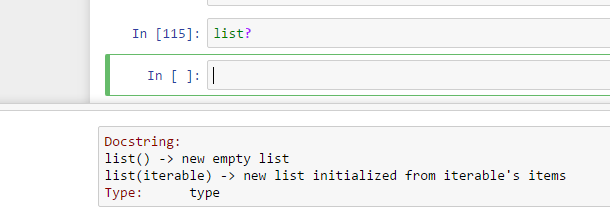 In [115]: list?
In [ ]:
Docstring:
list() -> new empty list
list(iterable) -> new list initialized from iterable's items
Type:      type